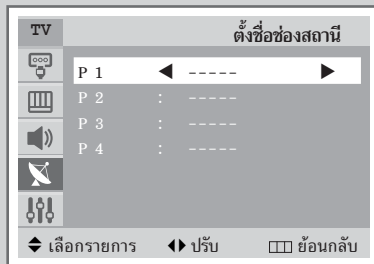 TV ตั้งชื่อช่องสถานี
P 1 ◀ ----- ▶
P 2 : -----
P 3 : -----
P 4 : -----
เลือกรายการ ปรับ ย้อนกลับ